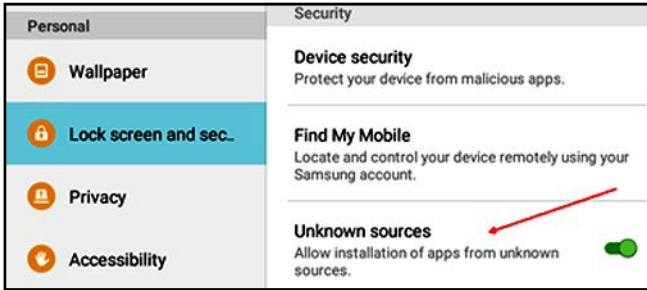 Personal
Wallpaper
Lock screen and sec..
Privacy
Accessibility
Security
Device security
Protect your device from malicious apps.
Find My Mobile
Locate and control your device remotely using your
Samsung account.
Unknown sources
Allow installation of apps from unknown
sources.